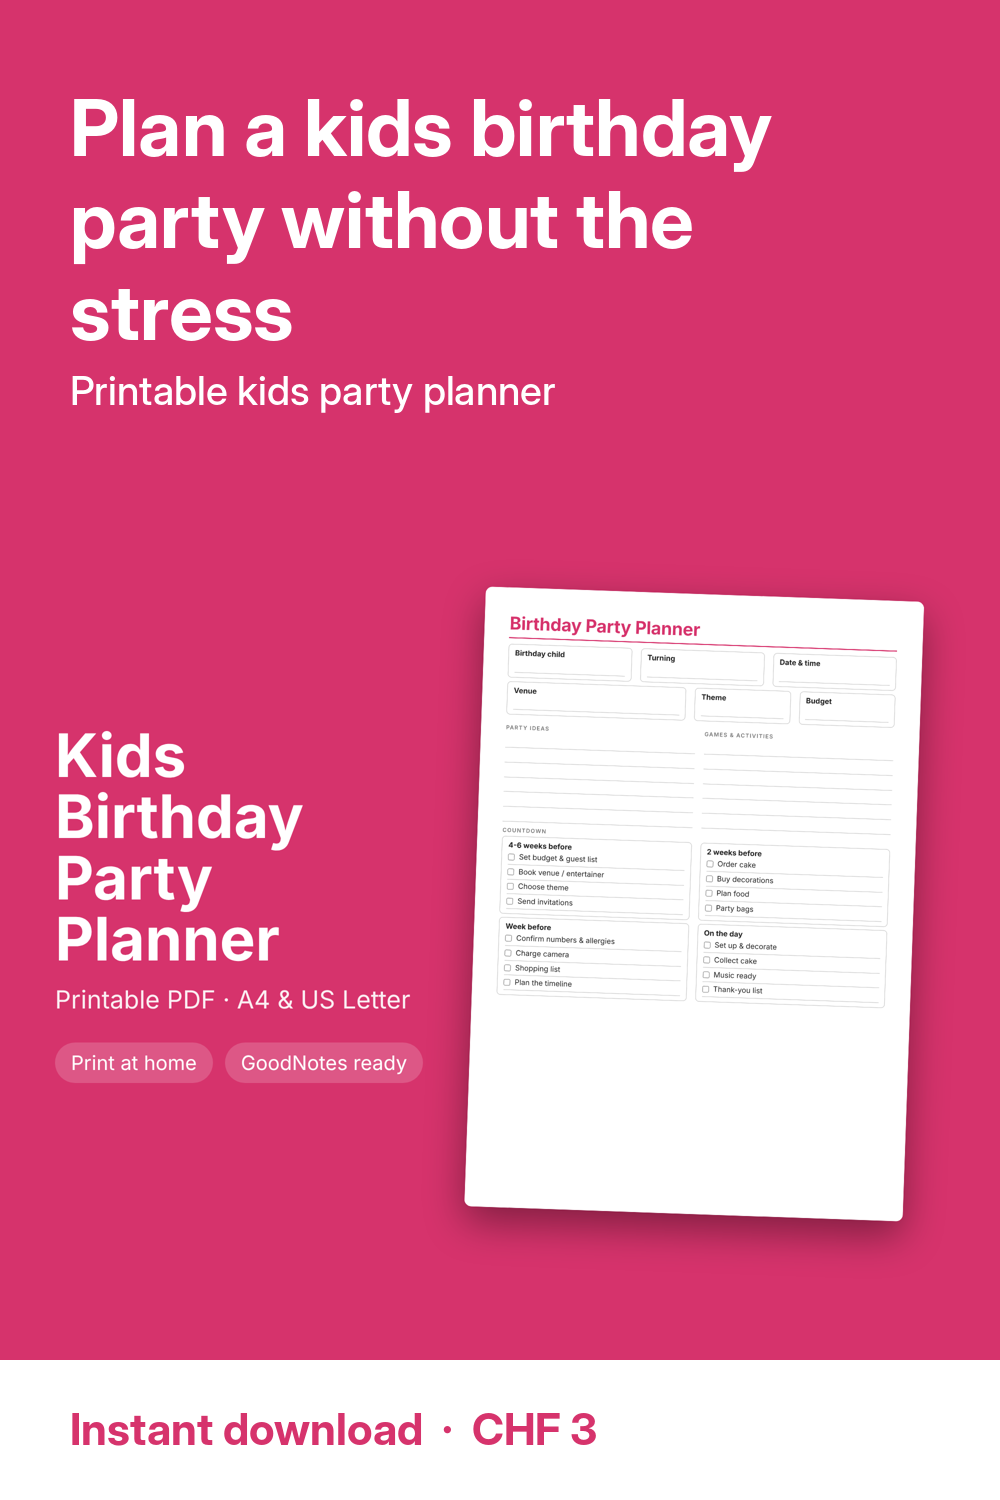 Plan a kids birthday
party without the
stress
Printable kids party planner
Kids
Birthday
Party
Planner
Printable PDF · A4 & US Letter
Print at home
GoodNotes ready
Birthday Party Planner
Birthday child
Turning
Date & time
Venue
Theme
Budget
PARTY IDEAS
GAMES & ACTIVITIES
COUNTDOWN
4-6 weeks before
Set budget & guest list
Book venue / entertainer
Choose theme
Send invitations
2 weeks before
Order cake
Buy decorations
Plan food
Party bags
Week before
Confirm numbers & allergies
Charge camera
Shopping list
Plan the timeline
On the day
Set up & decorate
Collect cake
Music ready
Thank-you list
Instant download · CHF 3